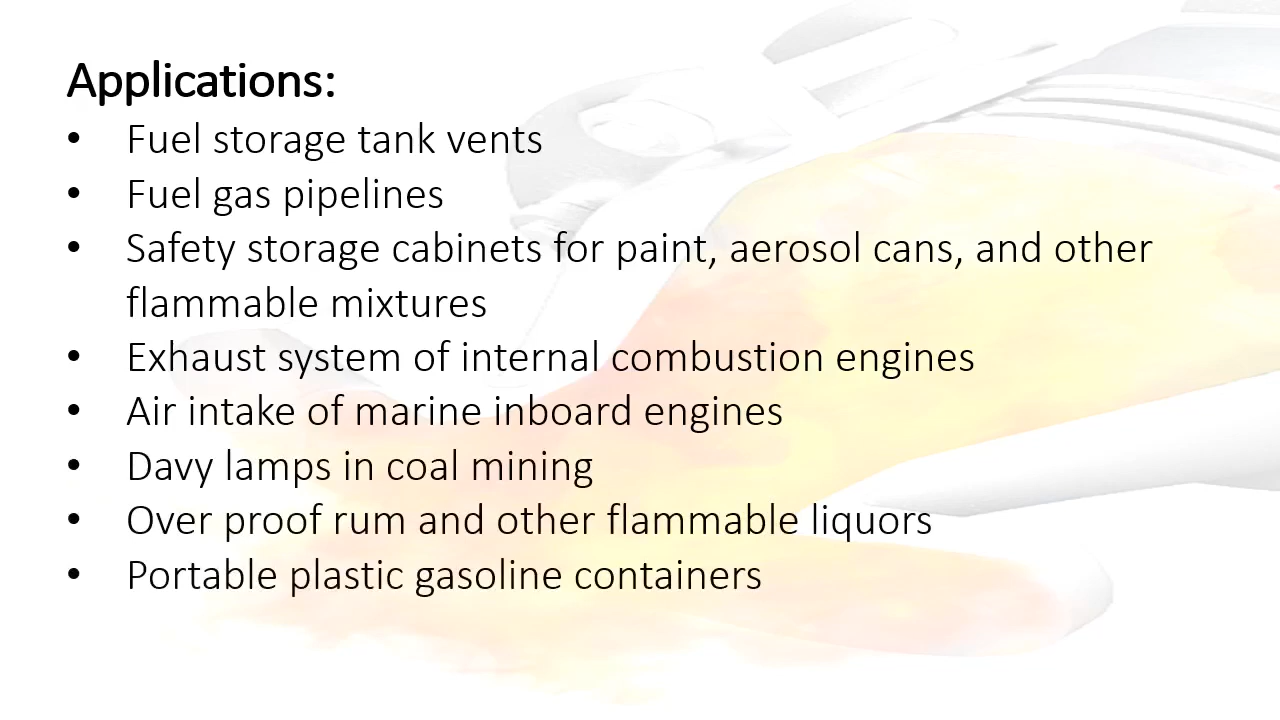 Applications:
• Fuel storage tank vents
• Fuel gas pipelines
• Safety storage cabinets for paint, aerosol cans, and other
flammable mixtures
• Exhaust system of internal combustion engines
• Air intake of marine inboard engines
• Davy lamps in coal mining
• Over proof rum and other flammable liquors
• Portable plastic gasoline containers